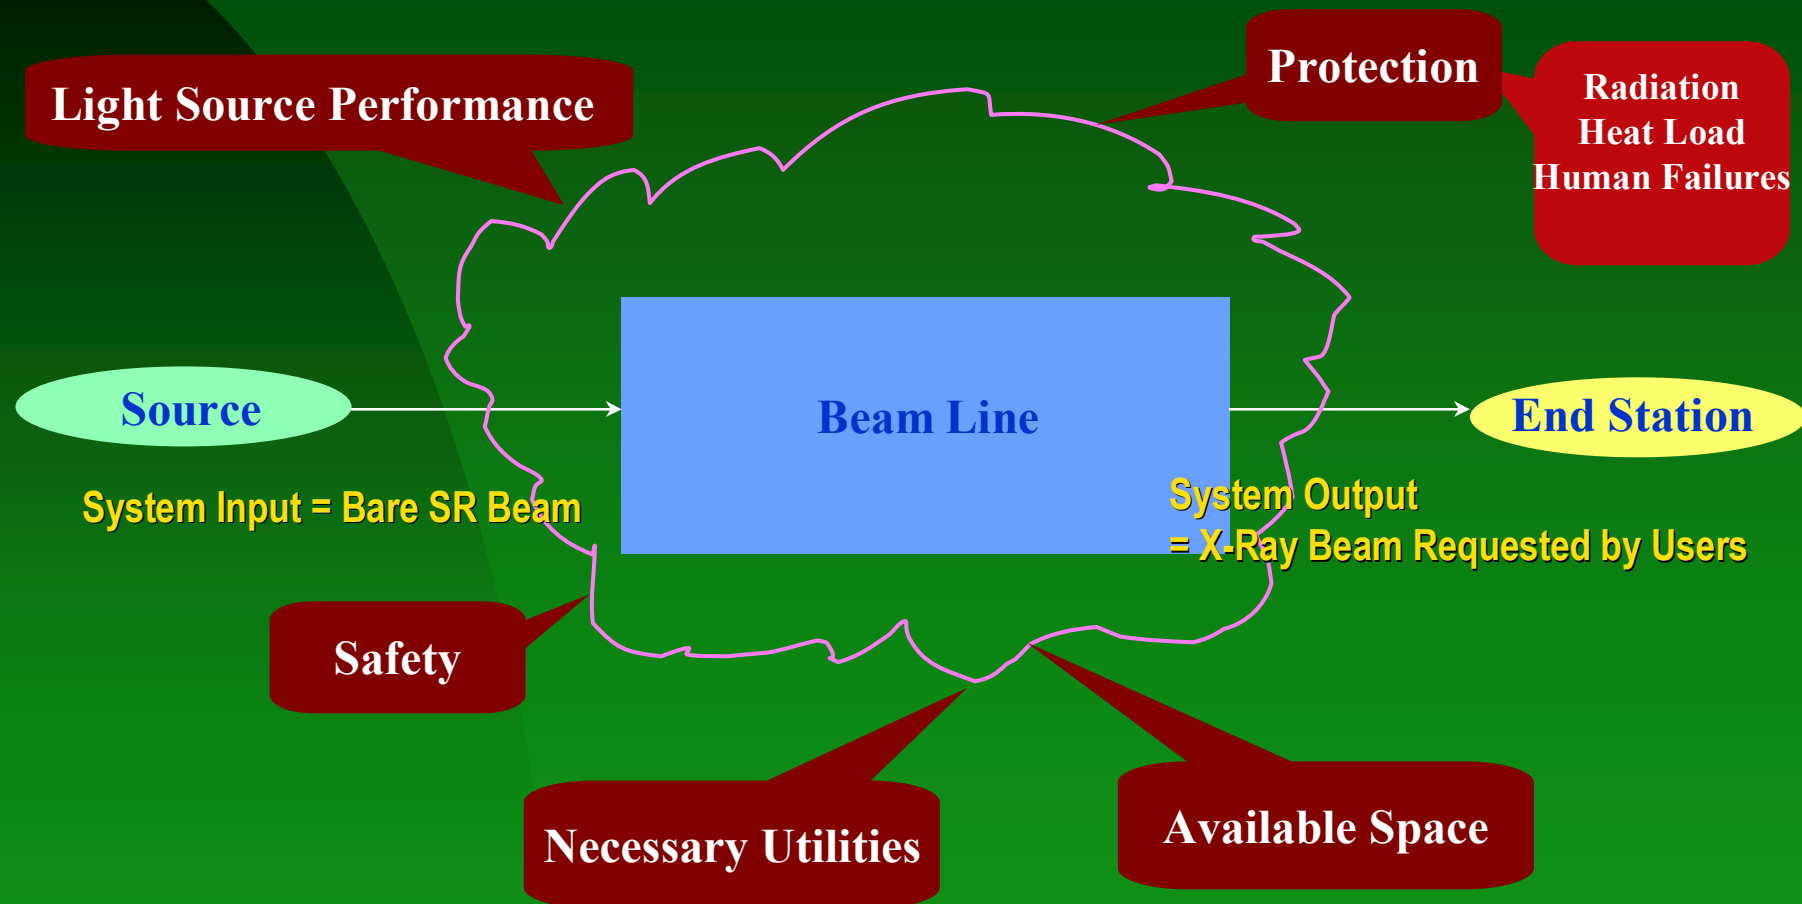 Light Source Performance
Protection
Radiation
Heat Load
Human Failures
Source
Beam Line
End Station
System Input = Bare SR Beam
System Output
= X-Ray Beam Requested by Users
Safety
Necessary Utilities
Available Space